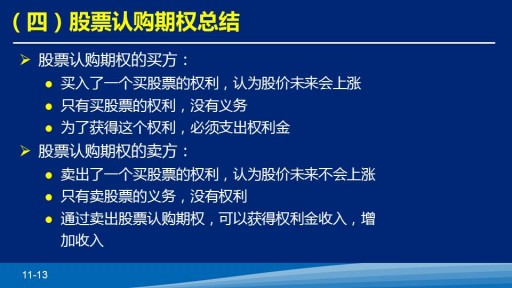 （四）股票认购期权总结
股票认购期权的买方：
买入了一个买股票的权利，认为股价未来会上涨
只有买股票的权利，没有义务
为了获得这个权利，必须支出权利金
股票认购期权的卖方：
卖出了一个买股票的权利，认为股价未来不会上涨
只有卖股票的义务，没有权利
通过卖出股票认购期权，可以获得权利金收入，增
加收入
11-13